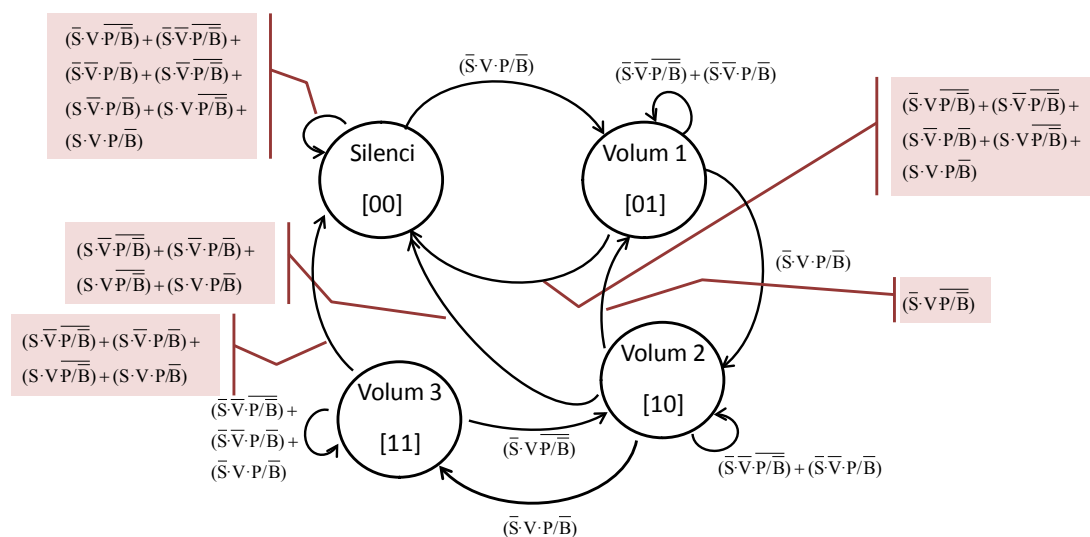 (S̅·V·P̅/̅B̿) + (S̅·V̅·P̅/̅B̿) +
(S̅·V̅·P/B̅) + (S·V̅·P̅/̅B̿) +
(S·V̅·P/B̅) + (S·V·P̅/̅B̿) +
(S·V·P/B̅)
(S̅·V·P/B̅)
(S̅·V̅·P̅/̅B̿) + (S̅·V̅·P/B̅)
(S̅·V·P̅/̅B̿) + (S·V̅·P̅/̅B̿) +
(S·V̅·P/B̅) + (S·V·P̅/̅B̿) +
(S·V·P/B̅)
Silenci
[00]
Volum 1
[01]
(S·V̅·P̅/̅B̿) + (S·V̅·P/B̅) +
(S·V·P̅/̅B̿) + (S·V·P/B̅)
(S̅·V·P/B̅)
(S̅·V·P̅/̅B̿)
(S·V̅·P̅/̅B̿) + (S·V̅·P/B̅) +
(S·V·P̅/̅B̿) + (S·V·P/B̅)
Volum 3
[11]
Volum 2
[10]
(S̅·V̅·P̅/̅B̿) +
(S̅·V̅·P/B̅) +
(S̅·V·P/B̅)
(S̅·V·P̅/̅B̿)
(S̅·V̅·P̅/̅B̿) + (S̅·V̅·P/B̅)
(S̅·V·P/B̅)